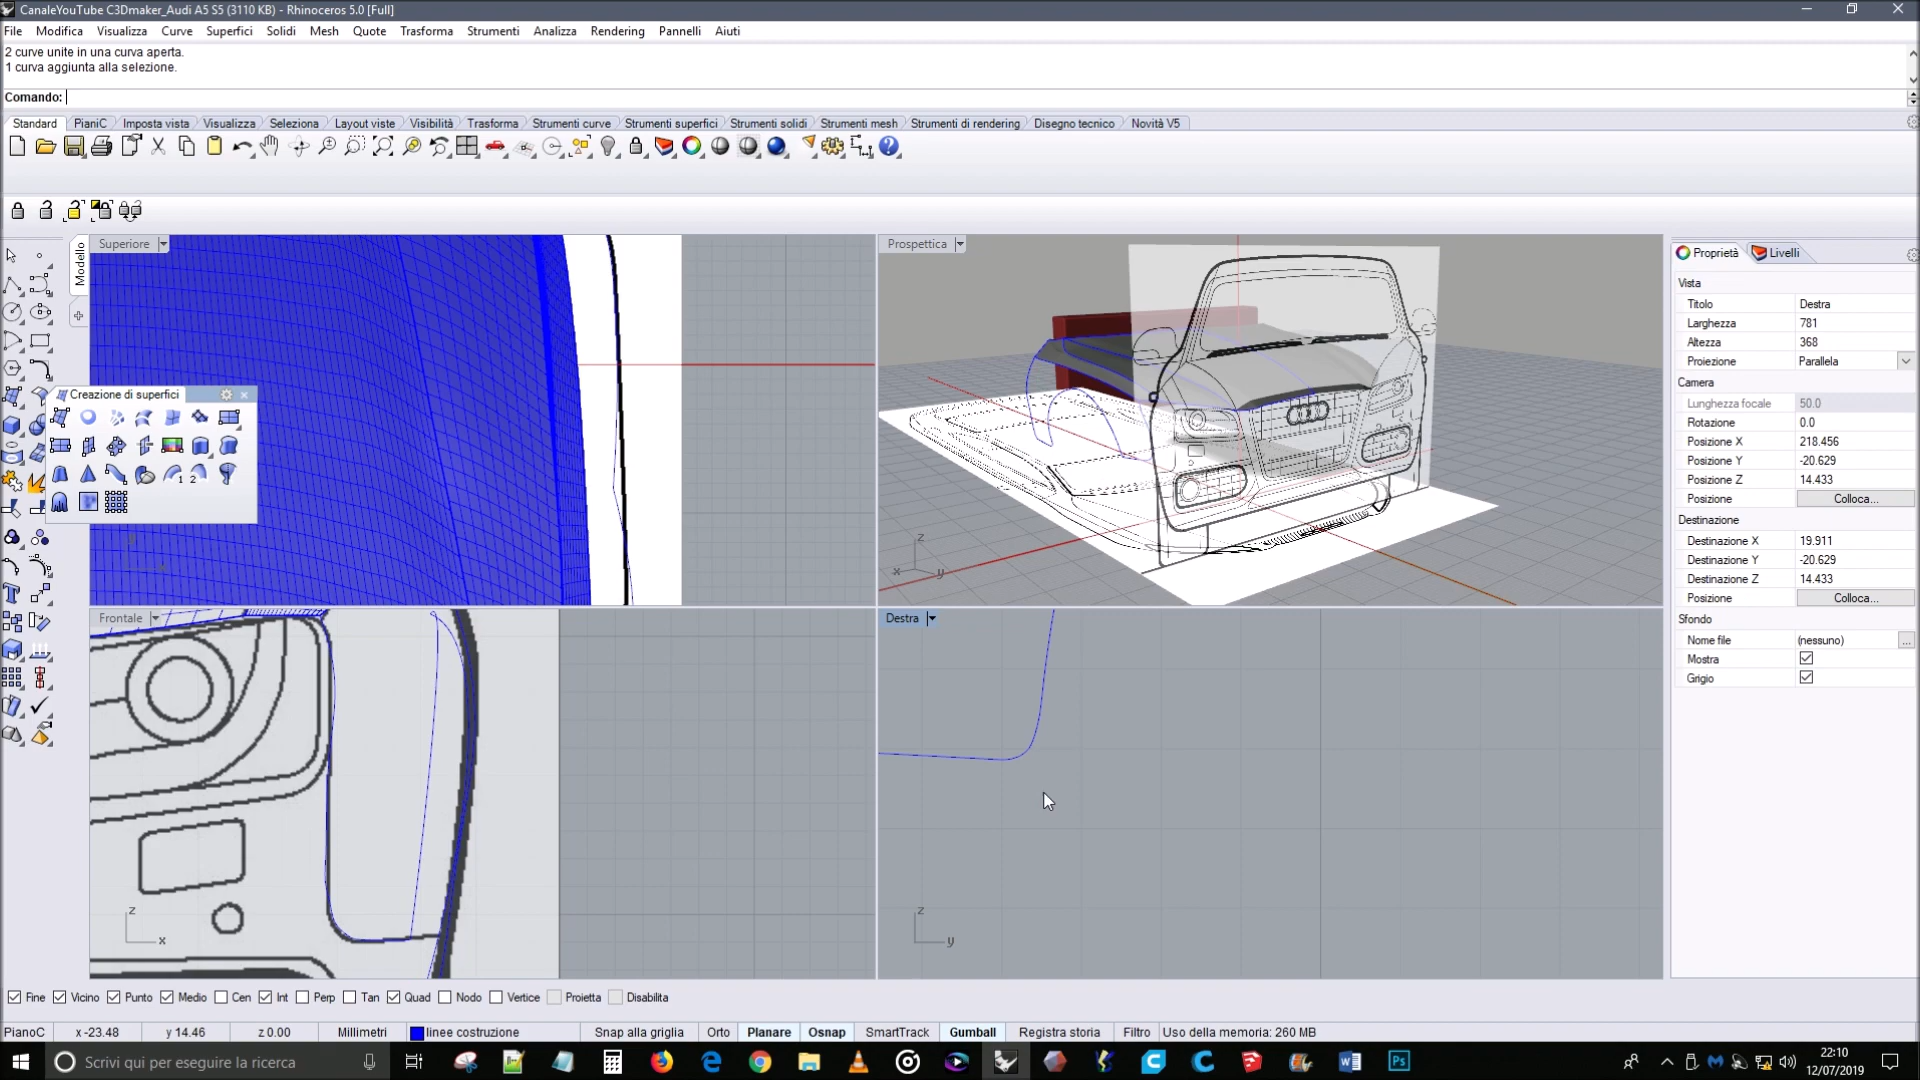 CanaleYouTube C3Dmaker_Audi A5 S5 (3110 KB) - Rhinoceros 5.0 [Full]
File Modifica Visualizza Curve Superfici Solidi Mesh Quote Trasforma Strumenti Analizza Rendering Pannelli Aiuti
2 curve unite in una curva aperta.
1 curva aggiunta alla selezione.
Comando:
Standard PianiC Imposta vista Visualizza Seleziona Layout viste Visibilità Trasforma Strumenti curve Strumenti superfici Strumenti solidi Strumenti mesh Strumenti di rendering Disegno tecnico Novità V5
Modello
Superiore
Prospettica
Creazione di superfici
1 2
z
x y
Frontale
Destra
z
x
z
y
Proprietà Livelli
Vista
Titolo Destra
Larghezza 781
Altezza 368
Proiezione Parallela
Camera
Lunghezza focale 50.0
Rotazione 0.0
Posizione X 218.456
Posizione Y -20.629
Posizione Z 14.433
Posizione Colloca...
Destinazione
Destinazione X 19.911
Destinazione Y -20.629
Destinazione Z 14.433
Posizione Colloca...
Sfondo
Nome file (nessuno) ...
Mostra
Grigio
Fine Vicino Punto Medio Cen Int Perp Tan Quad Nodo Vertice Proietta Disabilita
PianoC x -23.48 y 14.46 z 0.00 Millimetri linee costruzione Snap alla griglia Orto Planare Osnap SmartTrack Gumball Registra storia Filtro Uso della memoria: 260 MB
Scrivi qui per eseguire la ricerca
22:10
12/07/2019